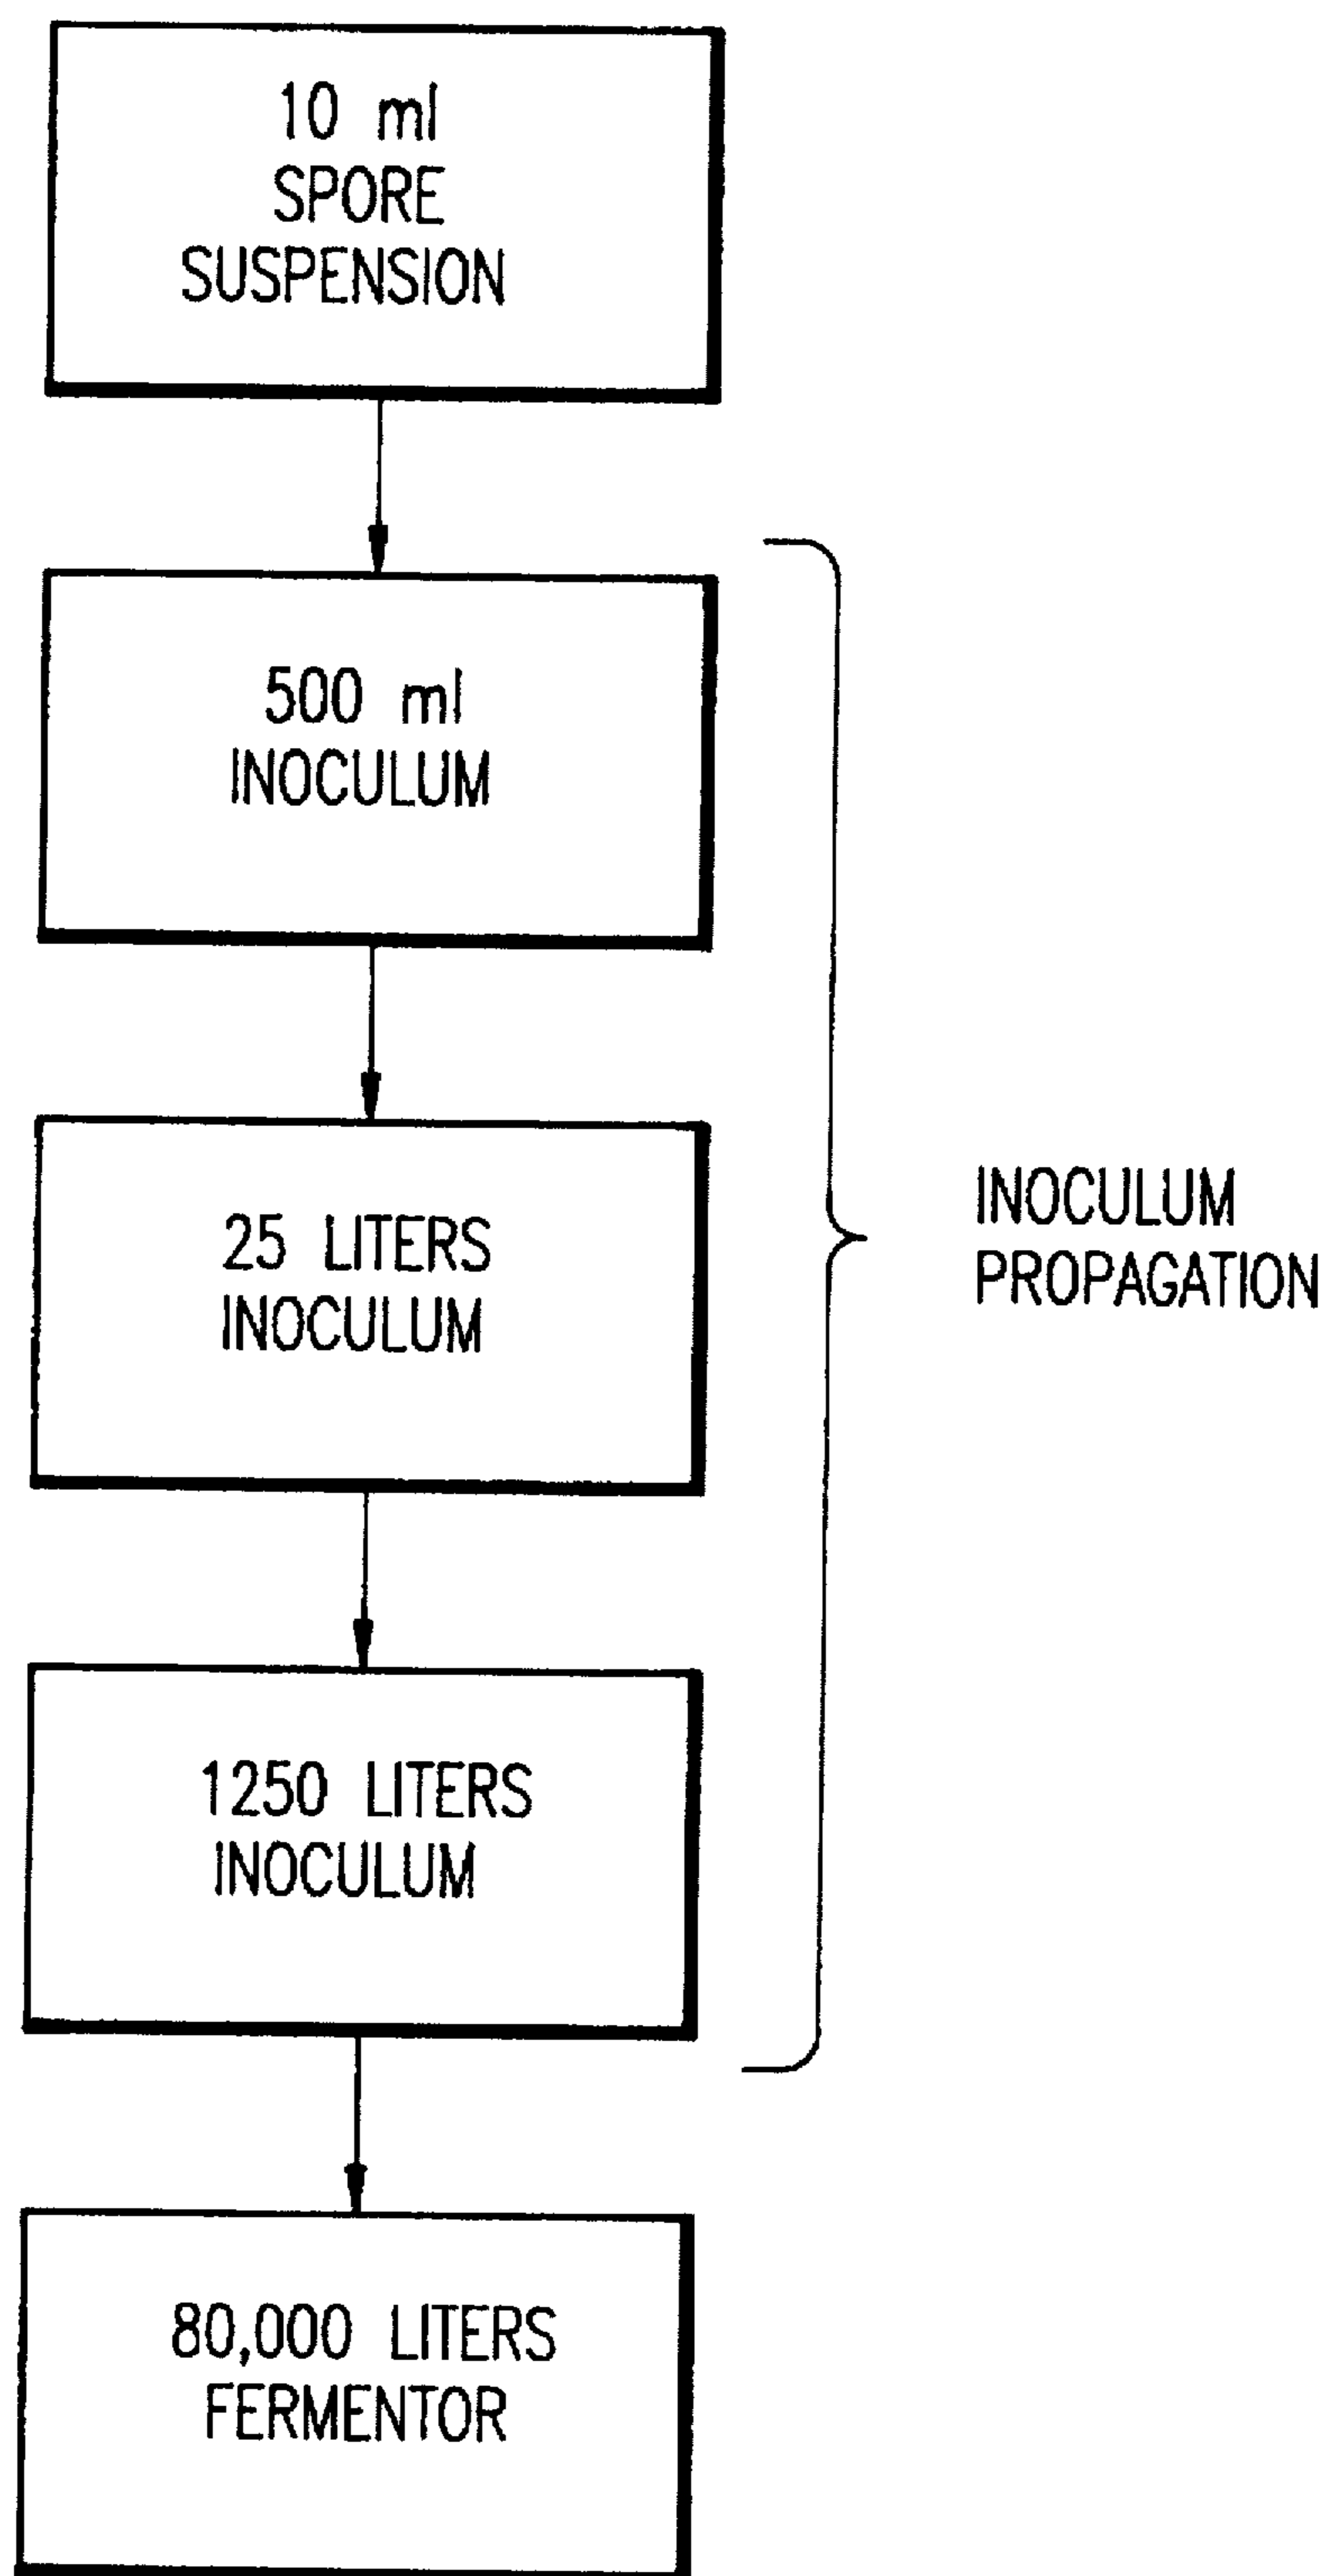 10 ml
SPORE
SUSPENSION
500 ml
INOCULUM
25 LITERS
INOCULUM
INOCULUM
PROPAGATION
1250 LITERS
INOCULUM
80,000 LITERS
FERMENTOR